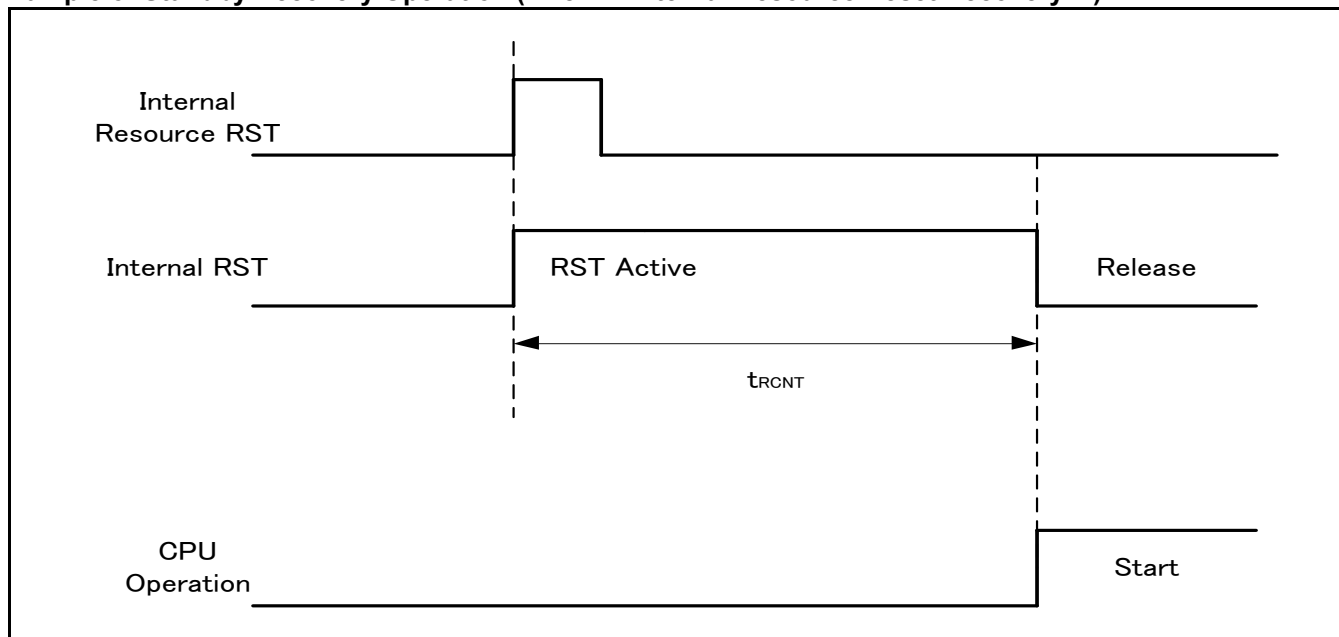 Internal
Resource RST
Internal RST
RST Active
Release
tRCNT
CPU
Operation
Start